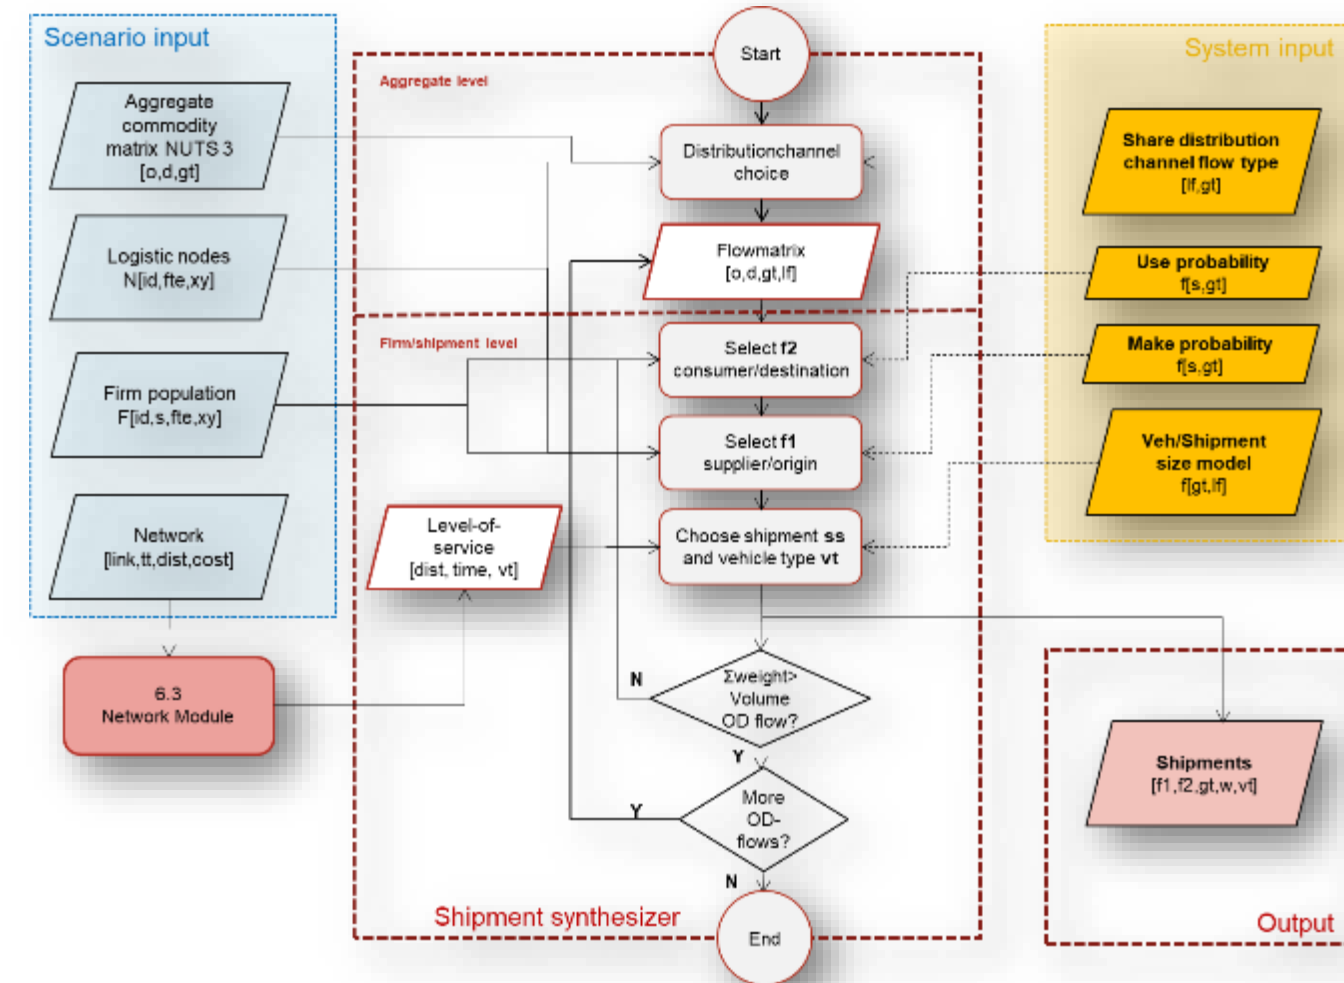 Scenario input
Aggregate
commodity
matrix NUTS 3
[o,d,gt]
Logistic nodes
N[id,fte,xy]
Firm population
F[id,s,fte,xy]
Network
[link,tt,dist,cost]
6.3
Network Module
Aggregate level
Start
Distributionchannel
choice
Flowmatrix
[o,d,gt,lf]
Firm/shipment level
Select f2
consumer/destination
Select f1
supplier/origin
Level-of-
service
[dist, time, vt]
Choose shipment ss
and vehicle type vt
N
Σweight>
Volume
OD flow?
Y
Y
More
OD-
flows?
N
Shipment synthesizer
End
System input
Share distribution
channel flow type
[lf,gt]
Use probability
f[s,gt]
Make probability
f[s,gt]
Veh/Shipment
size model
f[gt,lf]
Shipments
[f1,f2,gt,w,vt]
Output